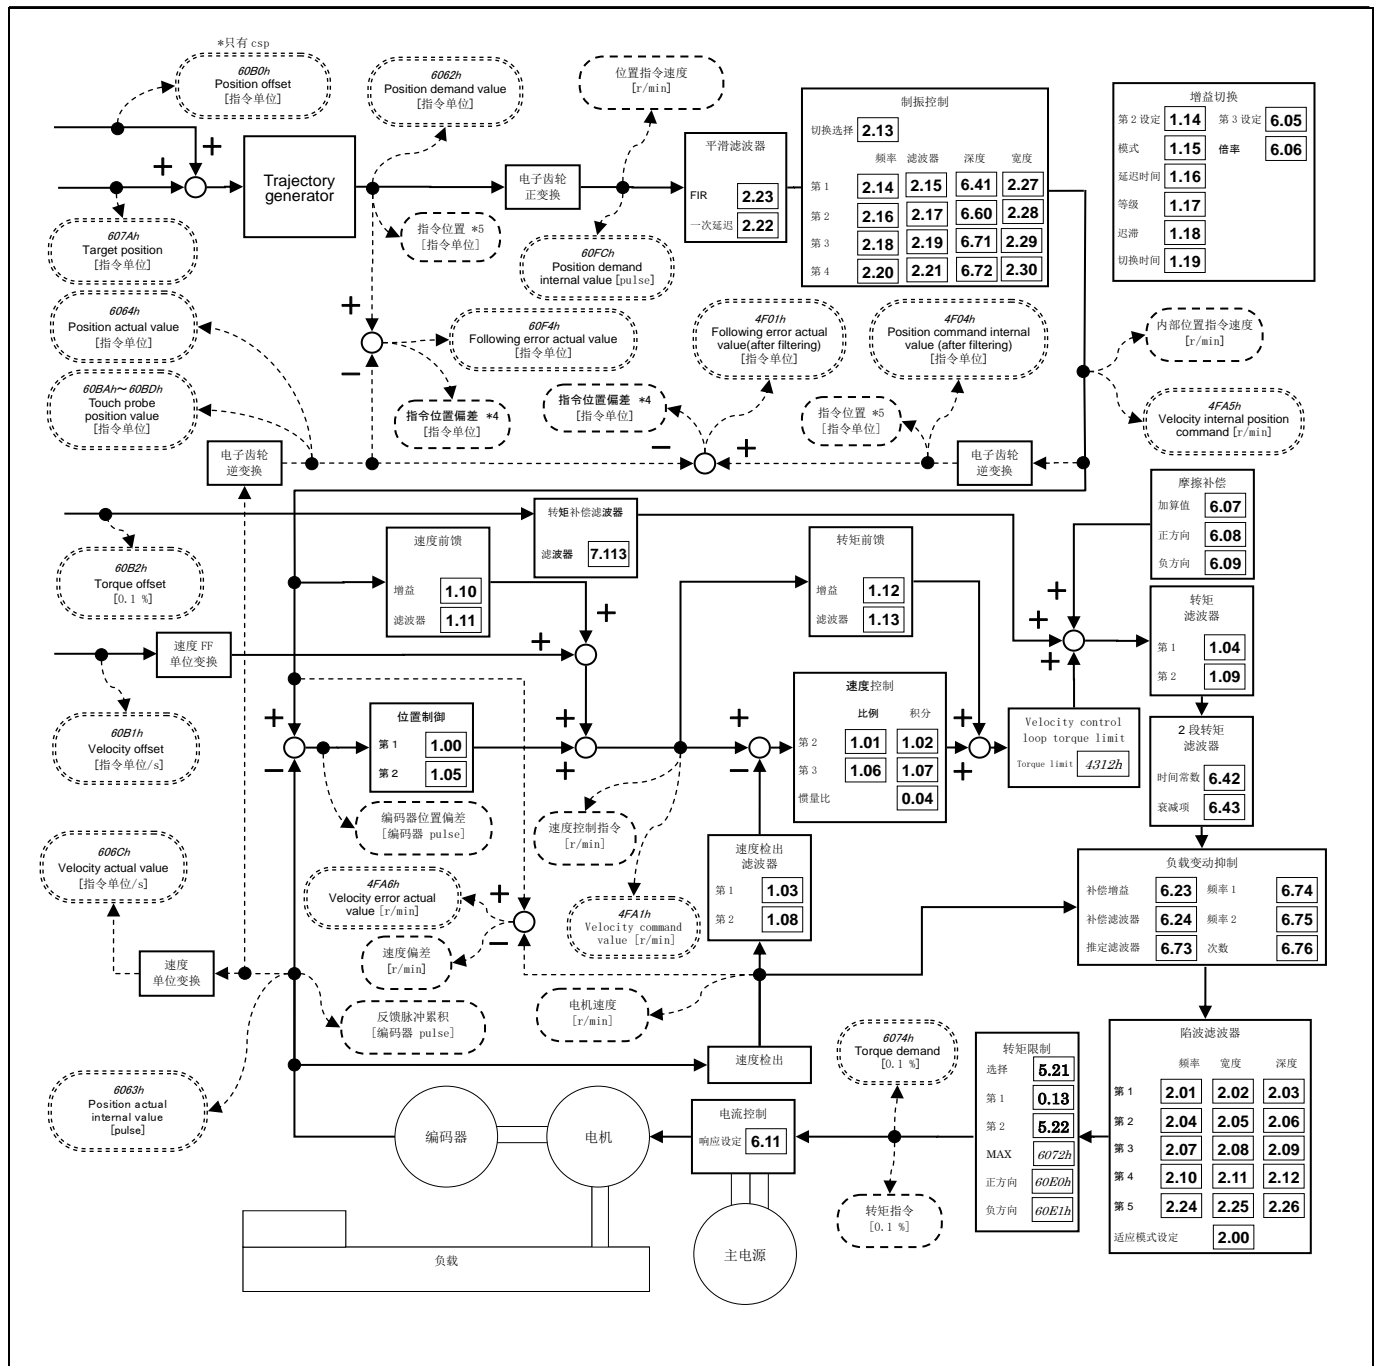 *只有 csp
60B0h
Position offset
[指令单位]
6062h
Position demand value
[指令单位]
位置指令速度
[r/min]
制振控制
切换选择 2.13
频率 滤波器 深度 宽度
第 1 2.14 2.15 6.41 2.27
第 2 2.16 2.17 6.60 2.28
第 3 2.18 2.19 6.71 2.29
第 4 2.20 2.21 6.72 2.30
增益切换
第 2 设定 1.14 第 3 设定 6.05
模式 1.15 倍率 6.06
延迟时间 1.16
等级 1.17
迟滞 1.18
切换时间 1.19
+
+
Trajectory
generator
电子齿轮
正变换
平滑滤波器
FIR 2.23
一次延迟 2.22
607Ah
Target position
[指令单位]
指令位置 *5
[指令单位]
60FCh
Position demand
internal value [pulse]
6064h
Position actual value
[指令单位]
+
−
60F4h
Following error actual value
[指令单位]
4F01h
Following error actual
value(after filtering)
[指令单位]
4F04h
Position command internal
value (after filtering)
[指令单位]
内部位置指令速度
[r/min]
60BAh～60BDh
Touch probe
position value
[指令单位]
指令位置偏差 *4
[指令单位]
指令位置偏差 *4
[指令单位]
指令位置 *5
[指令单位]
4FA5h
Velocity internal position
command [r/min]
−
+
电子齿轮
逆变换
电子齿轮
逆变换
摩擦补偿
加算值 6.07
正方向 6.08
负方向 6.09
转矩补偿滤波器
滤波器 7.113
60B2h
Torque offset
[0.1 %]
速度前馈
增益 1.10
滤波器 1.11
转矩前馈
增益 1.12
滤波器 1.13
+
+
+
+
+
转矩
滤波器
第 1 1.04
第 2 1.09
速度 FF
单位变换
60B1h
Velocity offset
[指令单位/s]
+
−
位置制御
第 1 1.00
第 2 1.05
+
+
+
−
速度控制
比例 积分
第 2 1.01 1.02
第 3 1.06 1.07
惯量比 0.04
+
+
Velocity control
loop torque limit
Torque limit 4312h
2 段转矩
滤波器
时间常数 6.42
衰减项 6.43
编码器位置偏差
[编码器 pulse]
速度控制指令
[r/min]
606Ch
Velocity actual value
[指令单位/s]
速度检出
滤波器
第 1 1.03
第 2 1.08
负载变动抑制
补偿增益 6.23 频率 1 6.74
补偿滤波器 6.24 频率 2 6.75
推定滤波器 6.73 次数 6.76
4FA6h
Velocity error actual
value [r/min]
+
−
4FA1h
Velocity command
value [r/min]
速度偏差
[r/min]
速度
单位变换
反馈脉冲累积
[编码器 pulse]
电机速度
[r/min]
速度检出
6063h
Position actual
internal value
[pulse]
6074h
Torque demand
[0.1 %]
转矩限制
选择 5.21
第 1 0.13
第 2 5.22
MAX 6072h
正方向 60E0h
负方向 60E1h
陷波滤波器
频率 宽度 深度
第 1 2.01 2.02 2.03
第 2 2.04 2.05 2.06
第 3 2.07 2.08 2.09
第 4 2.10 2.11 2.12
第 5 2.24 2.25 2.26
适应模式设定 2.00
编码器
电机
电流控制
响应设定 6.11
转矩指令
[0.1 %]
负载
主电源